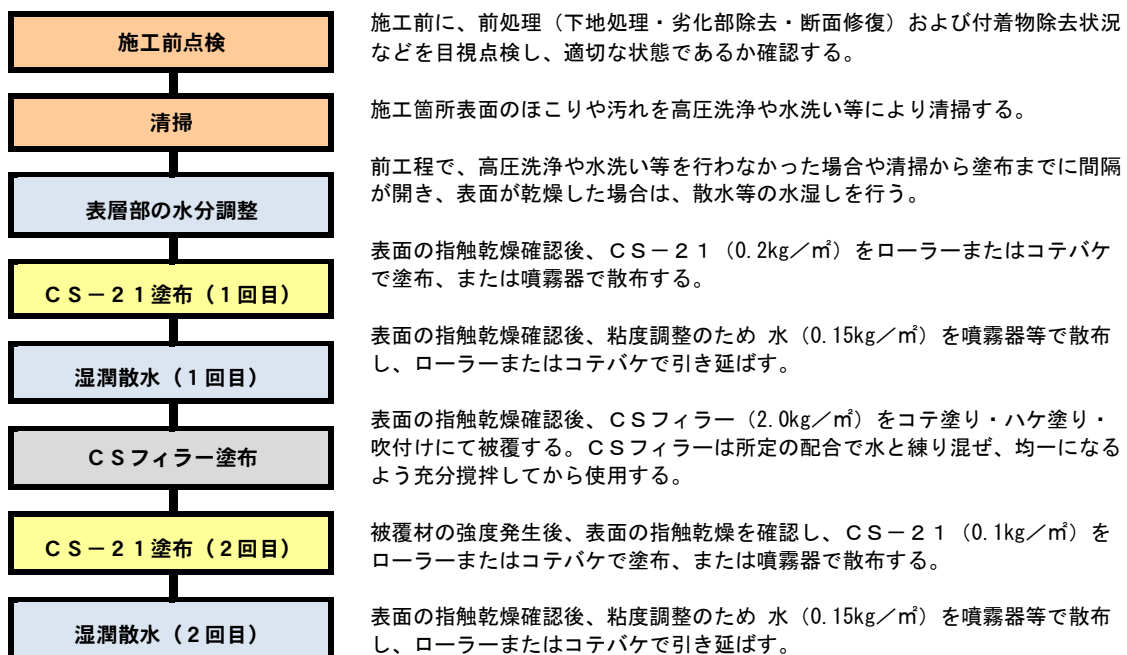 施工前点検
施工前に、前処理（下地処理・劣化部除去・断面修復）および付着物除去状況
などを目視点検し、適切な状態であるか確認する。
清掃
施工箇所表面のほこりや汚れを高圧洗浄や水洗い等により清掃する。
表層部の水分調整
前工程で、高圧洗浄や水洗い等を行わなかった場合や清掃から塗布までに間隔
が開き、表面が乾燥した場合は、散水等の水湿しを行う。
ＣＳ－２１塗布（１回目）
表面の指触乾燥確認後、ＣＳ－２１（0.2kg／㎡）をローラーまたはコテバケ
で塗布、または噴霧器で散布する。
湿潤散水（１回目）
表面の指触乾燥確認後、粘度調整のため 水（0.15kg／㎡）を噴霧器等で散布
し、ローラーまたはコテバケで引き延ばす。
ＣＳフィラー塗布
表面の指触乾燥確認後、ＣＳフィラー（2.0kg／㎡）をコテ塗り・ハケ塗り・
吹付けにて被覆する。ＣＳフィラーは所定の配合で水と練り混ぜ、均一になる
よう充分撹拌してから使用する。
ＣＳ－２１塗布（２回目）
被覆材の強度発生後、表面の指触乾燥を確認し、ＣＳ－２１（0.1kg／㎡）を
ローラーまたはコテバケで塗布、または噴霧器で散布する。
湿潤散水（２回目）
表面の指触乾燥確認後、粘度調整のため 水（0.15kg／㎡）を噴霧器等で散布
し、ローラーまたはコテバケで引き延ばす。